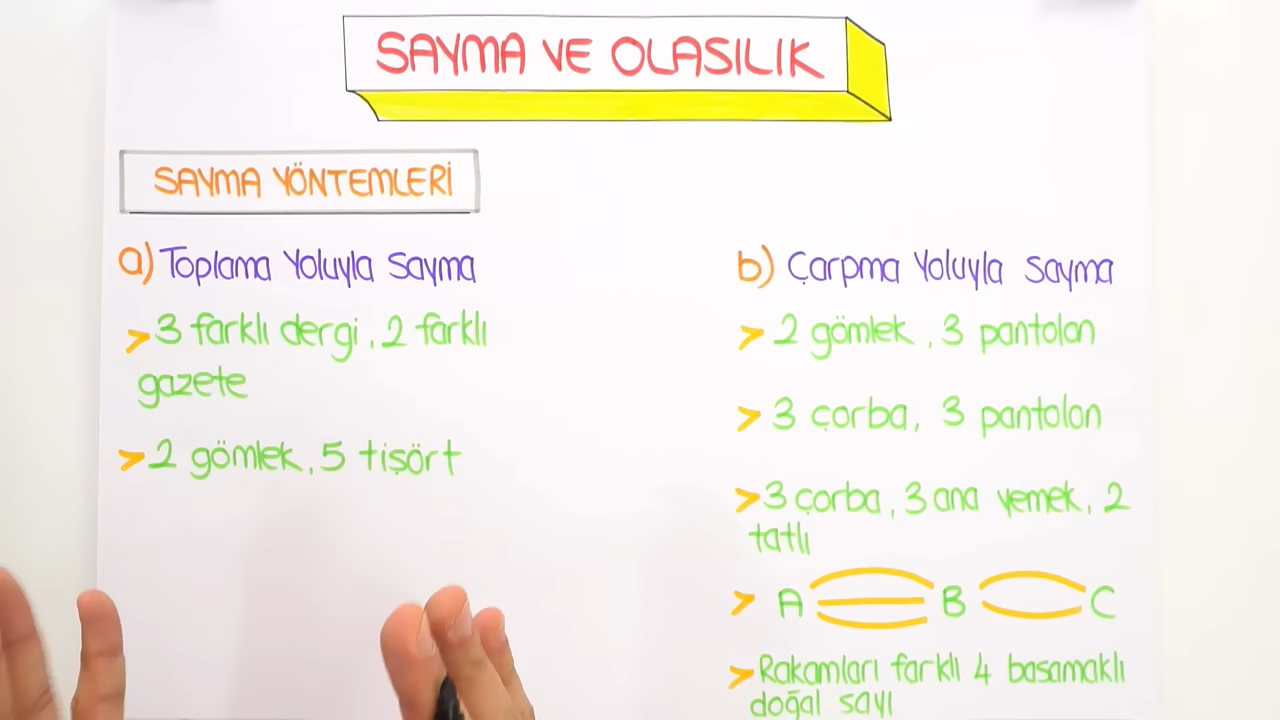 SAYMA VE OLASILIK
SAYMA YÖNTEMLERİ
a) Toplama Yoluyla Sayma
> 3 farklı dergi, 2 farklı
gazete
> 2 gömlek, 5 tişört
b) Çarpma Yoluyla Sayma
> 2 gömlek, 3 pantolon
> 3 çorba, 3 pantolon
> 3 çorba, 3 ana yemek, 2
tatlı
> A B C
> Rakamları farklı 4 basamaklı
doğal sayı